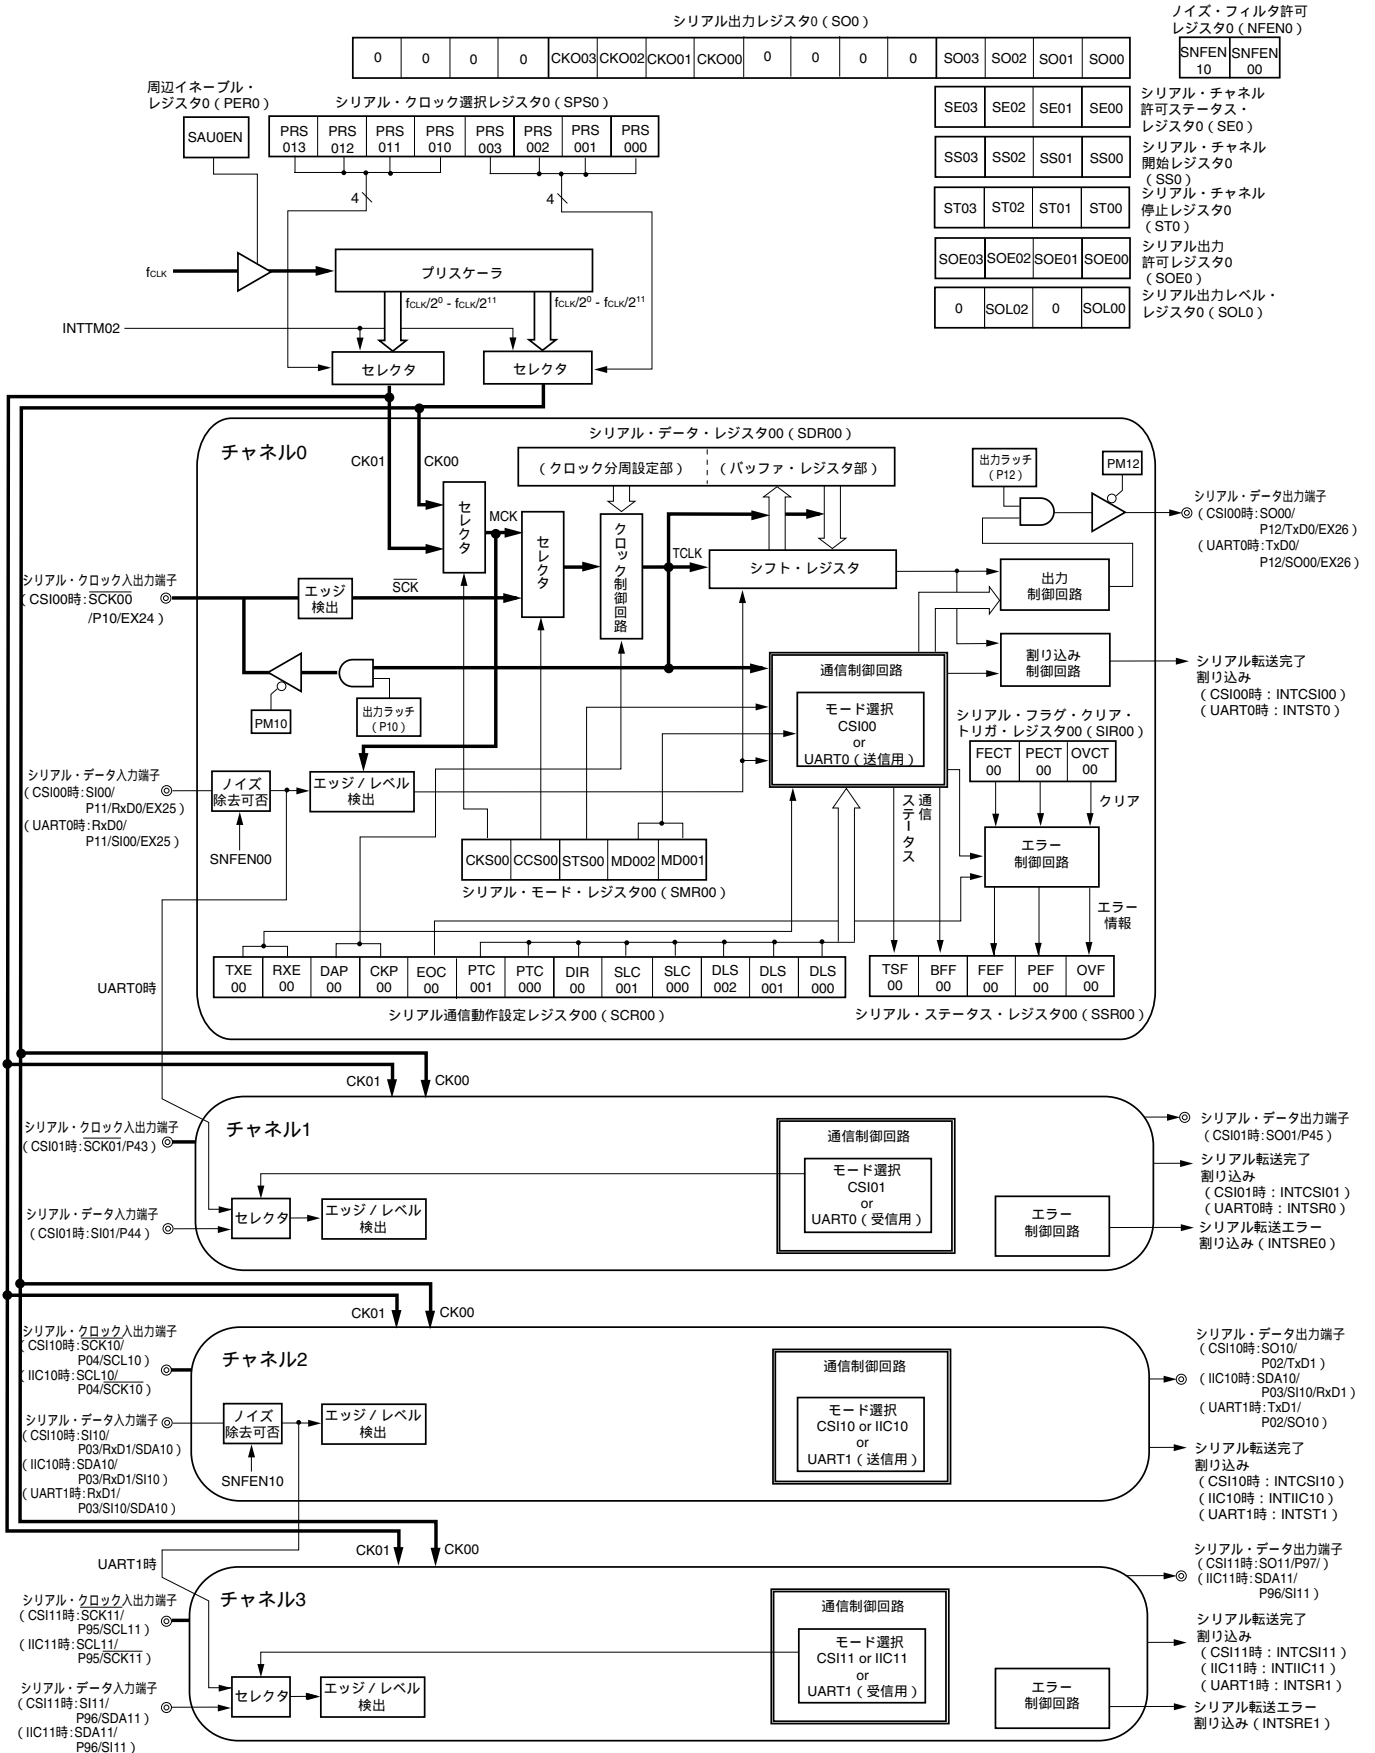 シリアル出力レジスタ0（SO0）
0 0 0 0 CKO03 CKO02 CKO01 CKO00 0 0 0 0 SO03 SO02 SO01 SO00
ノイズ・フィルタ許可
レジスタ0（NFEN0）
SNFEN SNFEN
10 00
周辺イネーブル・
レジスタ0（PER0）
SAU0EN
シリアル・クロック選択レジスタ0（SPS0）
PRS PRS PRS PRS PRS PRS PRS PRS
013 012 011 010 003 002 001 000
4
4
SE03 SE02 SE01 SE00
シリアル・チャネル
許可ステータス・
レジスタ0（SE0）
SS03 SS02 SS01 SS00
シリアル・チャネル
開始レジスタ0
（SS0）
ST03 ST02 ST01 ST00
シリアル・チャネル
停止レジスタ0
（ST0）
SOE03 SOE02 SOE01 SOE00
シリアル出力
許可レジスタ0
（SOE0）
0 SOL02 0 SOL00
シリアル出力レベル・
レジスタ0（SOL0）
fCLK
プリスケーラ
fCLK/2⁰ - fCLK/2¹¹
fCLK/2⁰ - fCLK/2¹¹
INTTM02
セレクタ
セレクタ
チャネル0
CK01
CK00
シリアル・データ・レジスタ00（SDR00）
（クロック分周設定部）
（バッファ・レジスタ部）
出力ラッチ
（P12）
PM12
シリアル・データ出力端子
（CSI00時：SO00/
P12/TxD0/EX26）
（UART0時：TxD0/
P12/SO00/EX26）
セレクタ
MCK
セレクタ
クロック制御回路
TCLK
シフト・レジスタ
出力
制御回路
シリアル・クロック入出力端子
（CSI00時：SCK00
/P10/EX24）
エッジ
検出
SCK
通信制御回路
モード選択
CSI00
or
UART0（送信用）
割り込み
制御回路
シリアル転送完了
割り込み
（CSI00時：INTCSI00）
（UART0時：INTST0）
PM10
出力ラッチ
（P10）
シリアル・フラグ・クリア・
トリガ・レジスタ00（SIR00）
FECT PECT OVCT
00 00 00
クリア
シリアル・データ入力端子
（CSI00時：SI00/
P11/RxD0/EX25）
（UART0時：RxD0/
P11/SI00/EX25）
ノイズ
除去可否
SNFEN00
エッジ / レベル
検出
通信
ステータス
エラー
制御回路
CKS00 CCS00 STS00 MD002 MD001
シリアル・モード・レジスタ00（SMR00）
エラー
情報
TXE RXE DAP CKP EOC PTC PTC DIR SLC SLC DLS DLS DLS
00 00 00 00 00 001 000 00 001 000 002 001 000
シリアル通信動作設定レジスタ00（SCR00）
TSF BFF FEF PEF OVF
00 00 00 00 00
シリアル・ステータス・レジスタ00（SSR00）
UART0時
CK01
CK00
チャネル1
シリアル・クロック入出力端子
（CSI01時：SCK01/P43）
シリアル・データ入力端子
（CSI01時：SI01/P44）
セレクタ
エッジ / レベル
検出
通信制御回路
モード選択
CSI01
or
UART0（受信用）
エラー
制御回路
シリアル・データ出力端子
（CSI01時：SO01/P45）
シリアル転送完了
割り込み
（CSI01時：INTCSI01）
（UART0時：INTSR0）
シリアル転送エラー
割り込み（INTSRE0）
CK01
CK00
チャネル2
シリアル・クロック入出力端子
（CSI10時：SCK10/
P04/SCL10）
（IIC10時：SCL10/
P04/SCK10）
シリアル・データ入力端子
（CSI10時：SI10/
P03/RxD1/SDA10）
（IIC10時：SDA10/
P03/RxD1/SI10）
（UART1時：RxD1/
P03/SI10/SDA10）
ノイズ
除去可否
SNFEN10
エッジ / レベル
検出
通信制御回路
モード選択
CSI10 or IIC10
or
UART1（送信用）
シリアル・データ出力端子
（CSI10時：SO10/
P02/TxD1）
（IIC10時：SDA10/
P03/SI10/RxD1）
（UART1時：TxD1/
P02/SO10）
シリアル転送完了
割り込み
（CSI10時：INTCSI10）
（IIC10時：INTIIC10）
（UART1時：INTST1）
UART1時
CK01
CK00
チャネル3
シリアル・クロック入出力端子
（CSI11時：SCK11/
P95/SCL11）
（IIC11時：SCL11/
P95/SCK11）
シリアル・データ入力端子
（CSI11時：SI11/
P96/SDA11）
（IIC11時：SDA11/
P96/SI11）
セレクタ
エッジ / レベル
検出
通信制御回路
モード選択
CSI11 or IIC11
or
UART1（受信用）
エラー
制御回路
シリアル・データ出力端子
（CSI11時：SO11/P97/）
（IIC11時：SDA11/
P96/SI11）
シリアル転送完了
割り込み
（CSI11時：INTCSI11）
（IIC11時：INTIIC11）
（UART1時：INTSR1）
シリアル転送エラー
割り込み（INTSRE1）